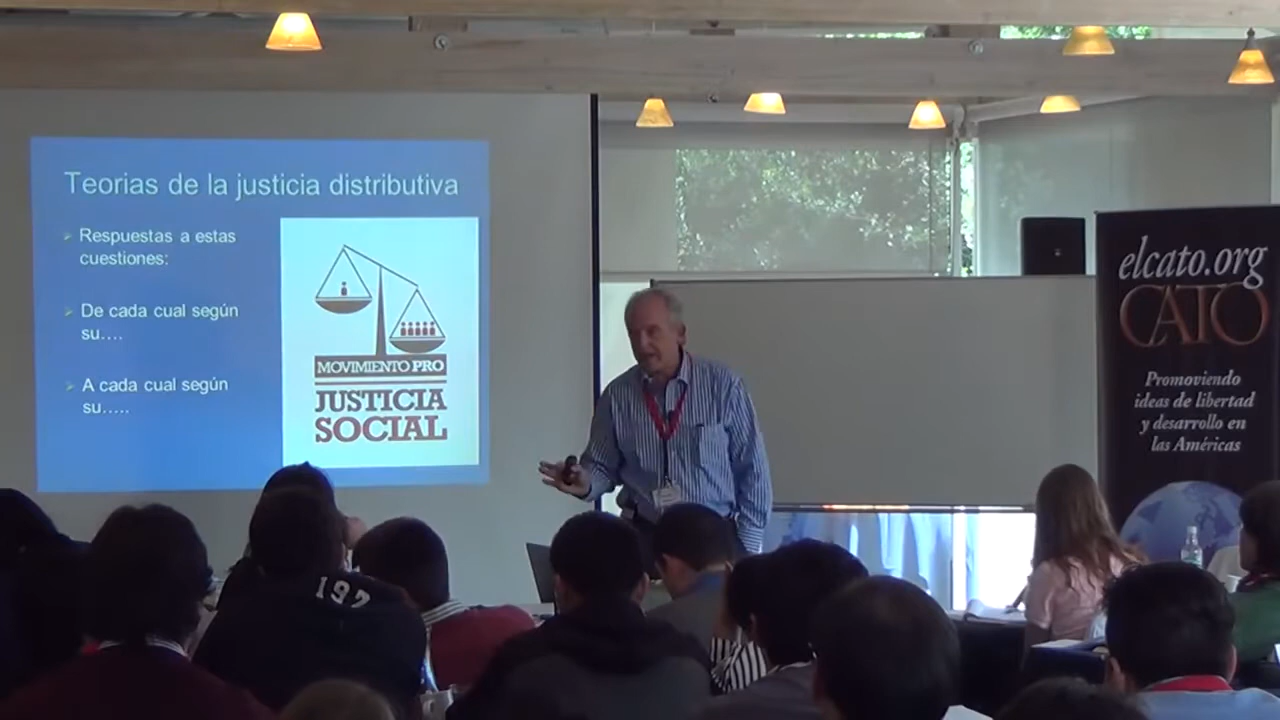 Teorias de la justicia distributiva
Respuestas a estas
cuestiones:
De cada cual según
su....
A cada cual según
su.....
MOVIMIENTO PRO
JUSTICIA
SOCIAL
elcato.org
CATO
Promoviendo
ideas de libertad
y desarrollo en
las Américas
197